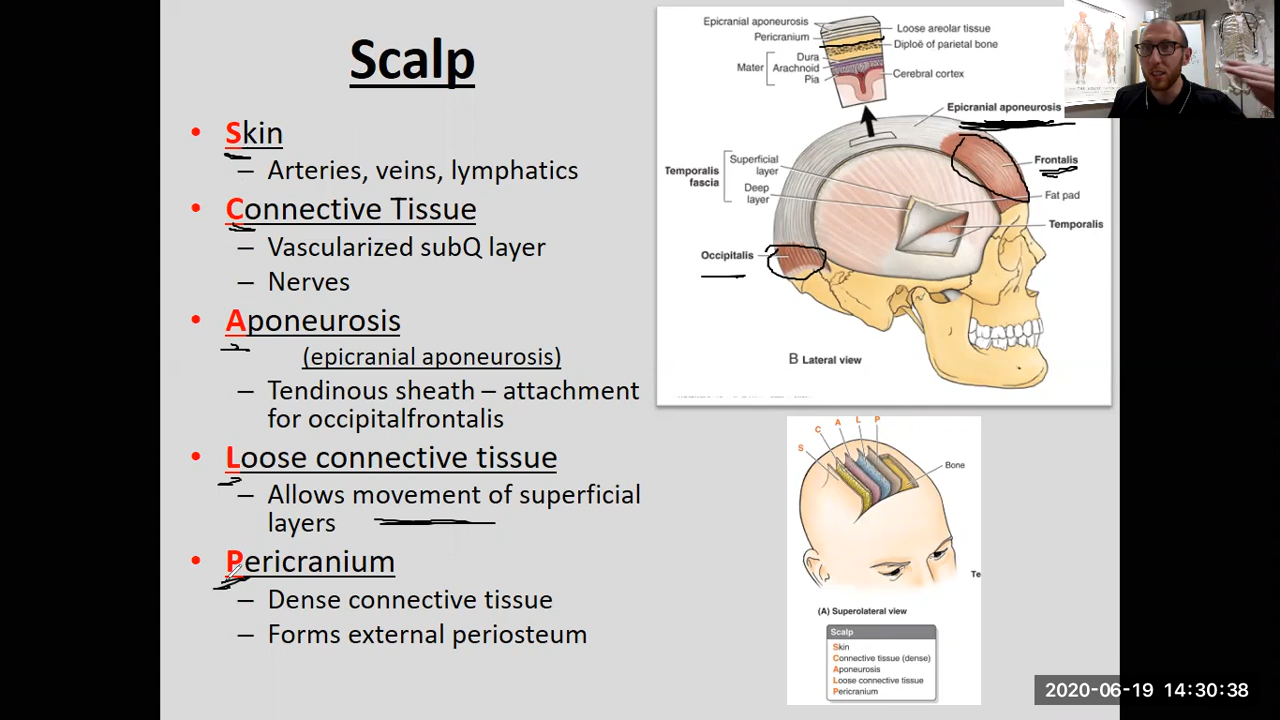 Scalp
• Skin
– Arteries, veins, lymphatics
• Connective Tissue
– Vascularized subQ layer
– Nerves
• Aponeurosis
(epicranial aponeurosis)
– Tendinous sheath – attachment
for occipitalfrontalis
• Loose connective tissue
– Allows movement of superficial
layers
• Pericranium
– Dense connective tissue
– Forms external periosteum
Epicranial aponeurosis
Pericranium
Mater
Dura
Arachnoid
Pia
Loose areolar tissue
Diploë of parietal bone
Cerebral cortex
Epicranial aponeurosis
Temporalis
fascia
Superficial
layer
Deep
layer
Frontalis
Fat pad
Temporalis
Occipitalis
B Lateral view
S C A L P
Bone
Te
(A) Superolateral view
Scalp
Skin
Connective tissue (dense)
Aponeurosis
Loose connective tissue
Pericranium
2020-06-19 14:30:38